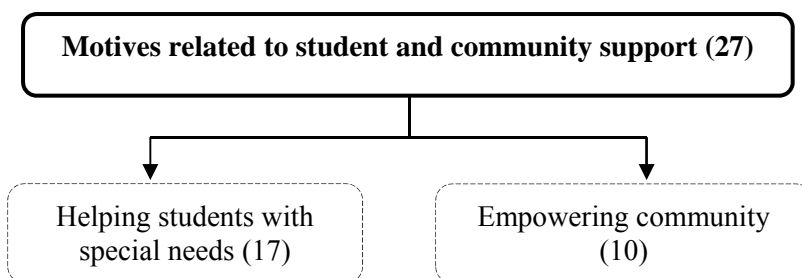 Motives related to student and community support (27)
Helping students with
special needs (17)
Empowering community
(10)